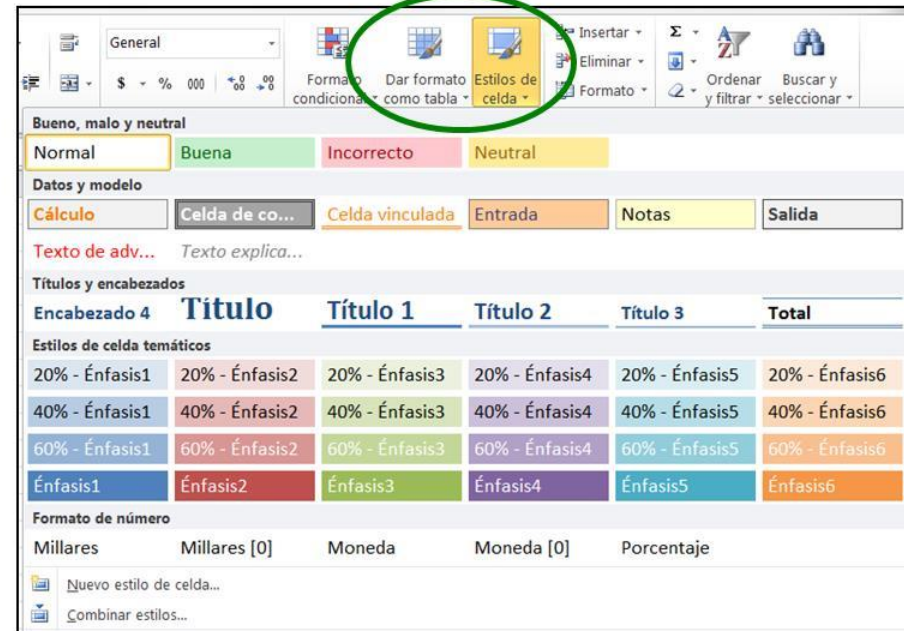 General
$ % 000
Formato condicional
Dar formato como tabla
Estilos de celda
Insertar
Eliminar
Formato
Σ
Ordenar y filtrar
Buscar y seleccionar
Bueno, malo y neutral
Normal Buena Incorrecto Neutral
Datos y modelo
Cálculo Celda de co... Celda vinculada Entrada Notas Salida
Texto de adv... Texto explica...
Títulos y encabezados
Encabezado 4 Título Título 1 Título 2 Título 3 Total
Estilos de celda temáticos
20% - Énfasis1 20% - Énfasis2 20% - Énfasis3 20% - Énfasis4 20% - Énfasis5 20% - Énfasis6
40% - Énfasis1 40% - Énfasis2 40% - Énfasis3 40% - Énfasis4 40% - Énfasis5 40% - Énfasis6
60% - Énfasis1 60% - Énfasis2 60% - Énfasis3 60% - Énfasis4 60% - Énfasis5 60% - Énfasis6
Énfasis1 Énfasis2 Énfasis3 Énfasis4 Énfasis5 Énfasis6
Formato de número
Millares Millares [0] Moneda Moneda [0] Porcentaje
Nuevo estilo de celda...
Combinar estilos...